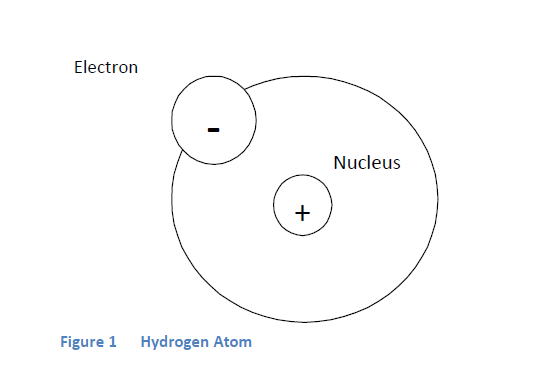 Electron
-
Nucleus
+
Figure 1 Hydrogen Atom